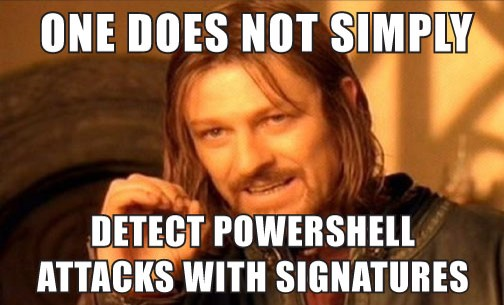 ONE DOES NOT SIMPLY
DETECT POWERSHELL
ATTACKS WITH SIGNATURES